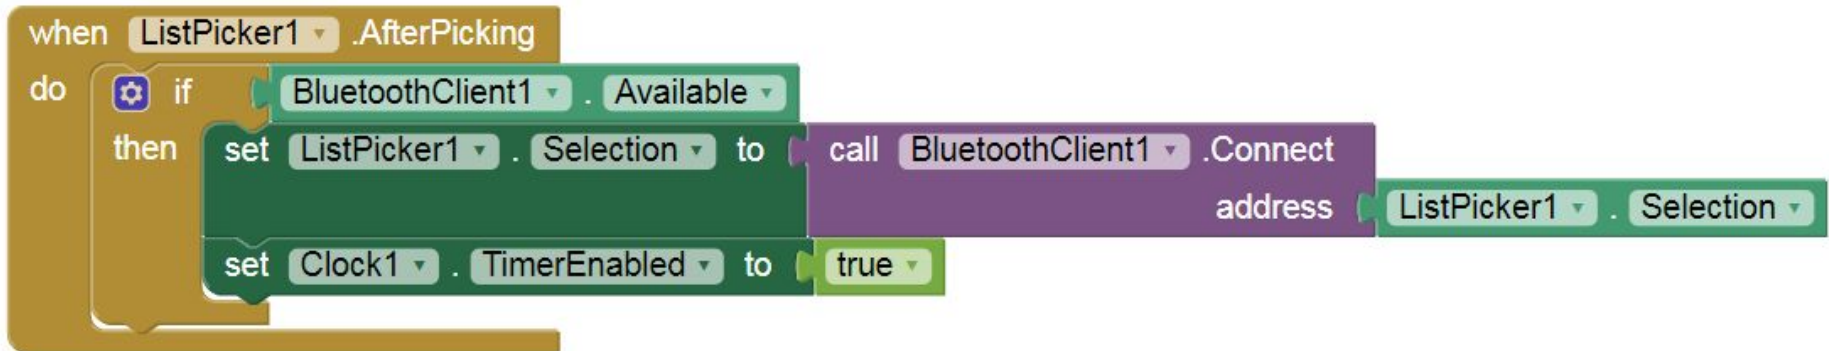 when ListPicker1 .AfterPicking
do if BluetoothClient1 . Available
then set ListPicker1 . Selection to call BluetoothClient1 .Connect
address ListPicker1 . Selection
set Clock1 . TimerEnabled to true